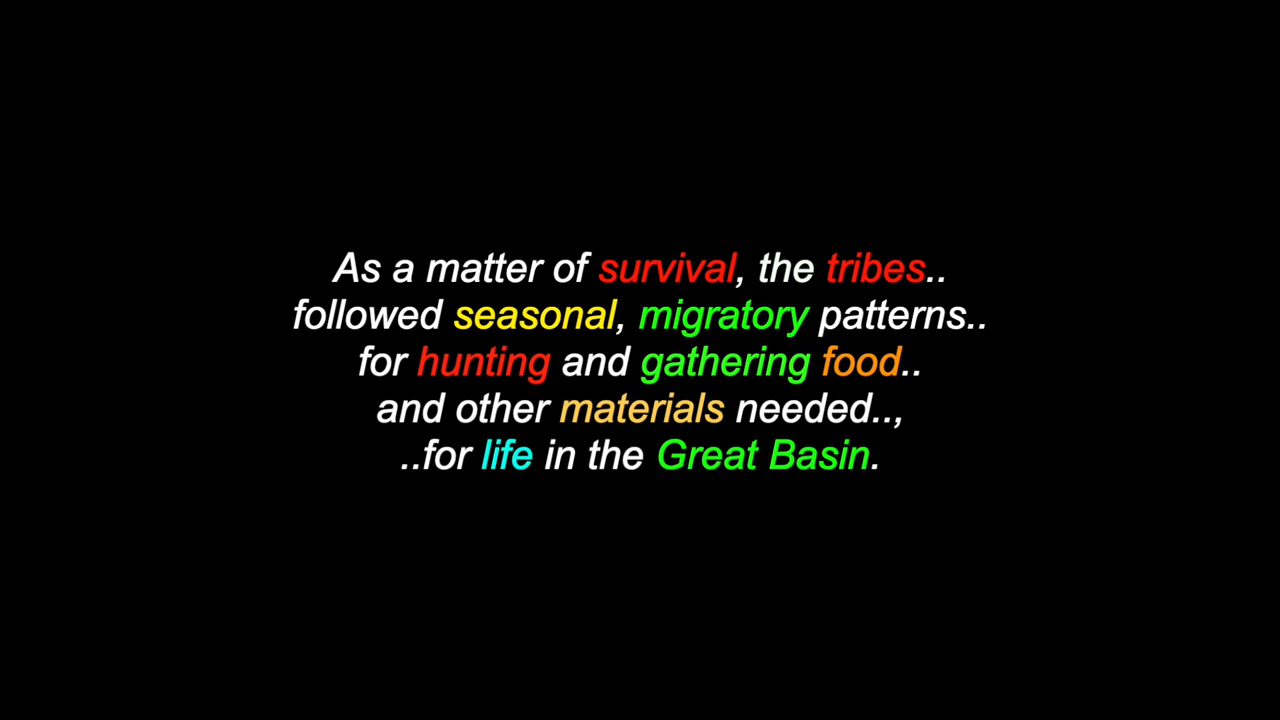 As a matter of survival, the tribes..
followed seasonal, migratory patterns..
for hunting and gathering food..
and other materials needed..,
..for life in the Great Basin.